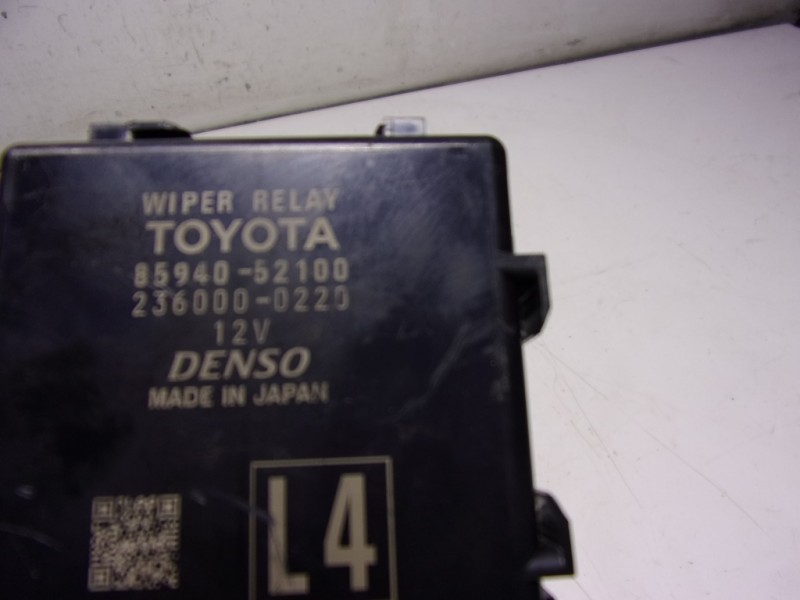 WIPER RELAY
TOYOTA
85940-52100
236000-0220
12V
DENSO
MADE IN JAPAN
L4